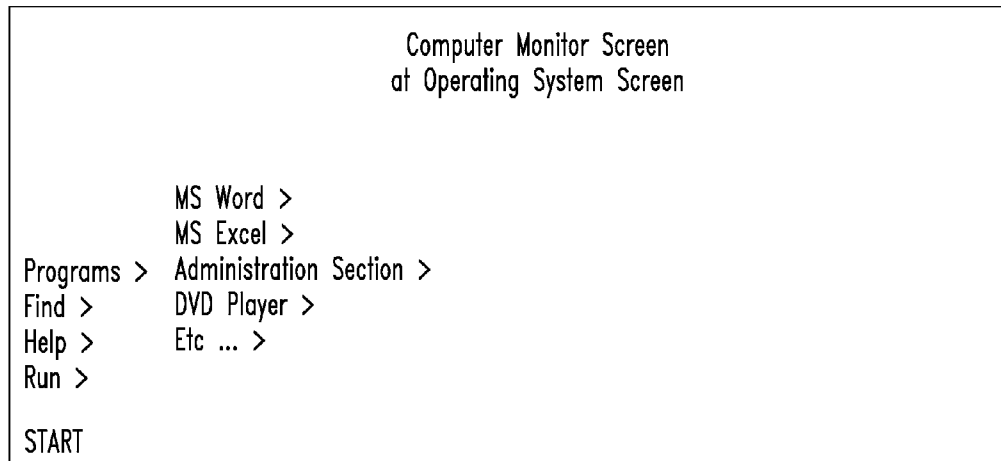 Computer Monitor Screen
at Operating System Screen
MS Word >
MS Excel >
Programs > Administration Section >
Find > DVD Player >
Help > Etc ... >
Run >
START